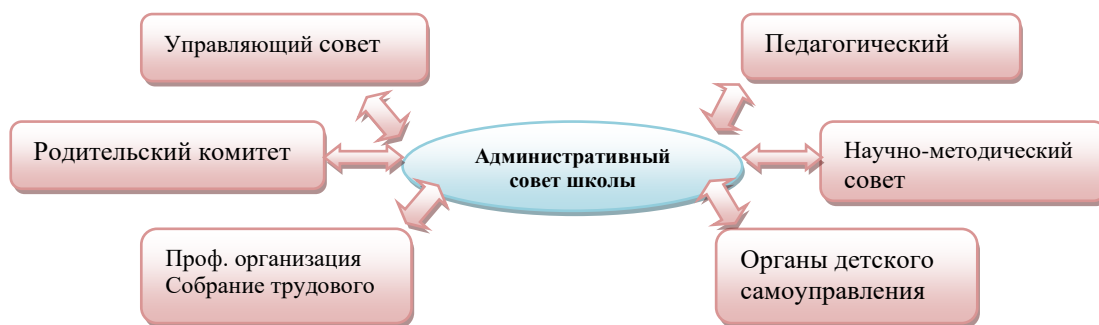 Управляющий совет
Педагогический
Родительский комитет
Административный
совет школы
Научно-методический
совет
Проф. организация
Собрание трудового
Органы детского
самоуправления